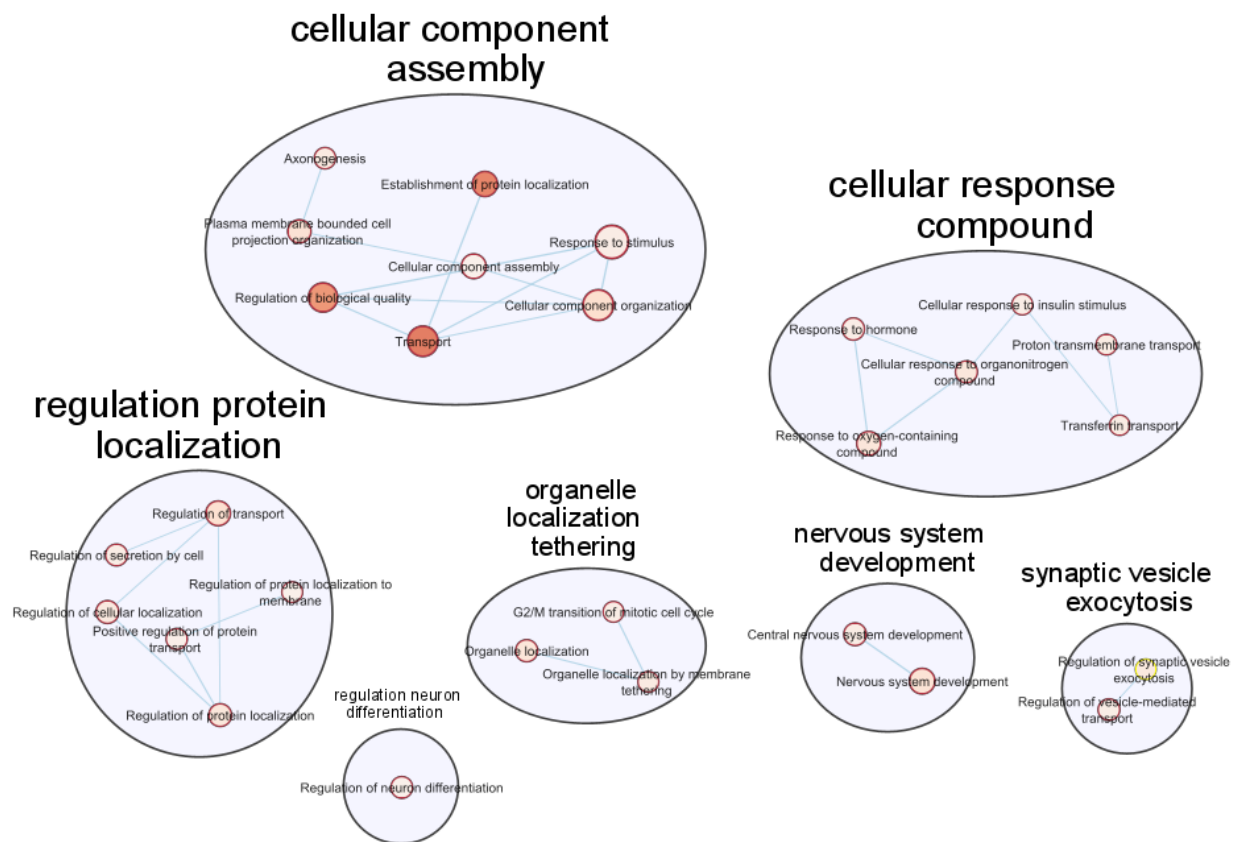 cellular component
assembly
Axonogenesis
Establishment of protein localization
Plasma membrane bounded cell
projection organization
Response to stimulus
Cellular component assembly
Regulation of biological quality
Cellular component organization
Transport
cellular response
compound
Cellular response to insulin stimulus
Response to hormone
Proton transmembrane transport
Cellular response to organonitrogen
compound
Transferrin transport
Response to oxygen-containing
compound
regulation protein
localization
Regulation of transport
Regulation of secretion by cell
Regulation of protein localization to
membrane
Regulation of cellular localization
Positive regulation of protein
transport
Regulation of protein localization
regulation neuron
differentiation
Regulation of neuron differentiation
organelle
localization
tethering
G2/M transition of mitotic cell cycle
Organelle localization
Organelle localization by membrane
tethering
nervous system
development
Central nervous system development
Nervous system development
synaptic vesicle
exocytosis
Regulation of synaptic vesicle
exocytosis
Regulation of vesicle-mediated
transport